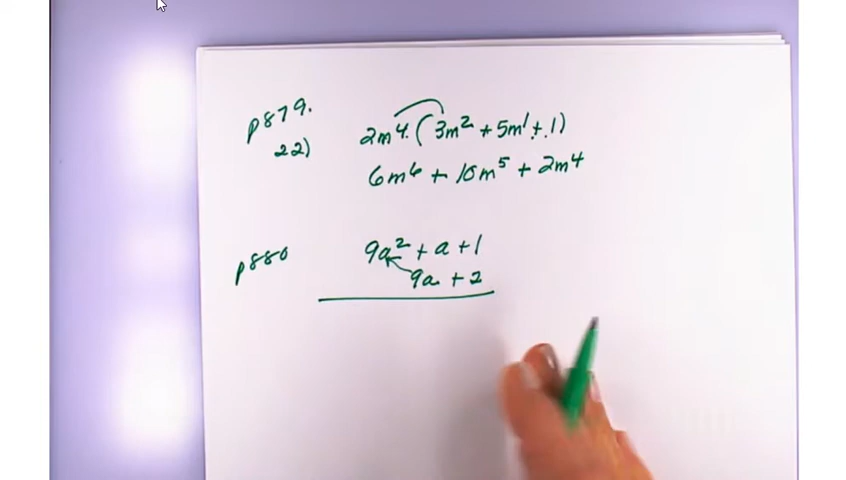 p879.
22) 2m⁴·(3m² + 5m¹ + 1)
6m⁶ + 10m⁵ + 2m⁴
p880 9a² + a + 1
9a + 2